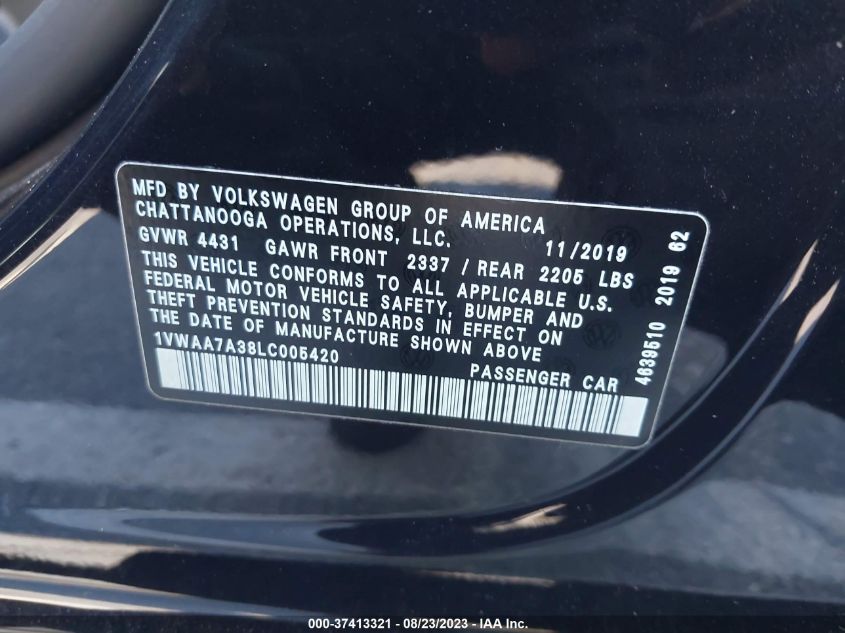 MFD BY VOLKSWAGEN GROUP OF AMERICA
CHATTANOOGA OPERATIONS, LLC. 11/2019
GVWR 4431 GAWR FRONT 2337 / REAR 2205 LBS
THIS VEHICLE CONFORMS TO ALL APPLICABLE U.S.
FEDERAL MOTOR VEHICLE SAFETY, BUMPER AND
THEFT PREVENTION STANDARDS IN EFFECT ON
THE DATE OF MANUFACTURE SHOWN ABOVE
1VWAA7A38LC005420 PASSENGER CAR
4639510 2019 62
000-37413321 - 08/23/2023 - IAA Inc.